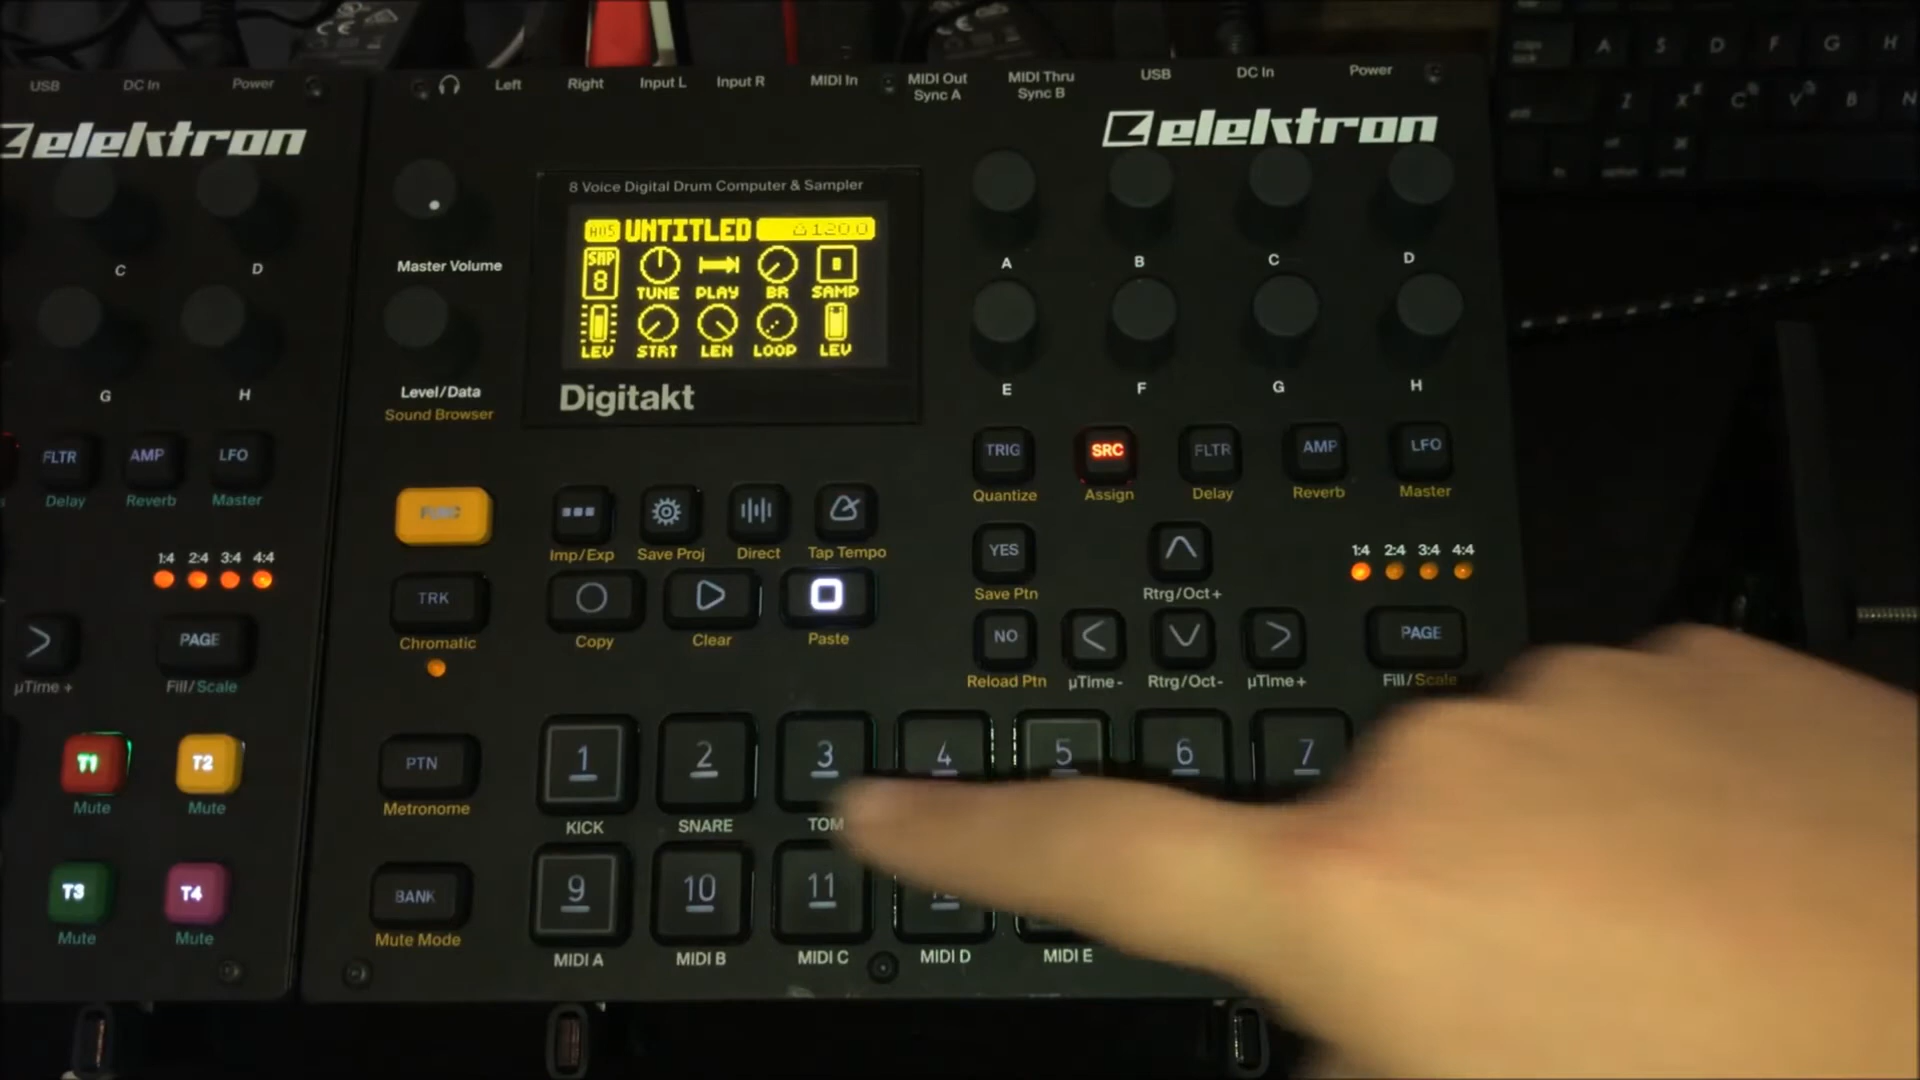 USB DC In Power
elektron
C D
G H
FLTR AMP LFO
Delay Reverb Master
1:4 2:4 3:4 4:4
PAGE
µTime + Fill/Scale
T1 T2
Mute Mute
T3 T4
Mute Mute
Left Right Input L Input R MIDI In MIDI Out MIDI Thru USB DC In Power
Sync A Sync B
elektron
8 Voice Digital Drum Computer & Sampler
UNTITLED 120.0
SMP
8
TUNE PLAY BR SAMP
LEV STRT LEN LOOP LEV
Digitakt
Master Volume
Level/Data
Sound Browser
A B C D
E F G H
TRIG SRC FLTR AMP LFO
Quantize Assign Delay Reverb Master
FUNC
Imp/Exp Save Proj Direct Tap Tempo
TRK
Chromatic
Copy Clear Paste
YES
Save Ptn
Rtrg/Oct+
NO
Reload Ptn µTime- Rtrg/Oct- µTime+
1:4 2:4 3:4 4:4
PAGE
Fill/Scale
PTN
Metronome
1 2 3 4 5 6 7
KICK SNARE TOM
BANK
Mute Mode
9 10 11 12
MIDI A MIDI B MIDI C MIDI D MIDI E
A S D F G H
Z X C V B N